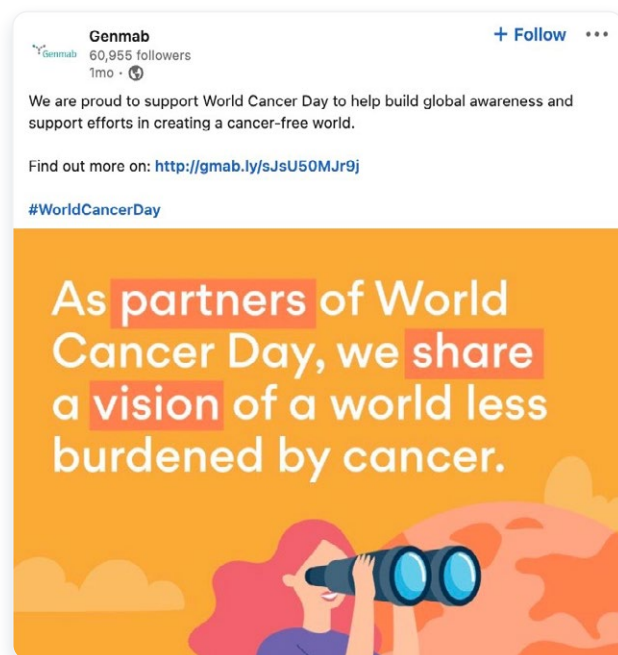 Genmab
Genmab
60,955 followers
1mo •
+ Follow
We are proud to support World Cancer Day to help build global awareness and
support efforts in creating a cancer-free world.
Find out more on: http://gmab.ly/sJsU50MJr9j
#WorldCancerDay
As partners of World
Cancer Day, we share
a vision of a world less
burdened by cancer.